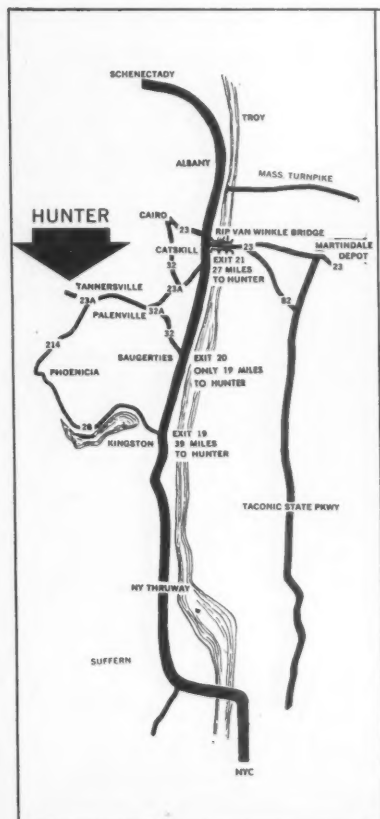 SCHENECTADY
TROY
ALBANY
MASS. TURNPIKE
HUNTER
CAIRO
23
RIP VAN WINKLE BRIDGE
CATSKILL
23
MARTINDALE
DEPOT
23
EXIT 21
27 MILES
TO HUNTER
32
23A
TANNERSVILLE
23A
PALENVILLE
32A
32
82
214
SAUGERTIES
EXIT 20
ONLY 19 MILES
TO HUNTER
PHOENICIA
28
KINGSTON
EXIT 19
39 MILES
TO HUNTER
TACONIC STATE PKWY
NY THRUWAY
SUFFERN
NYC